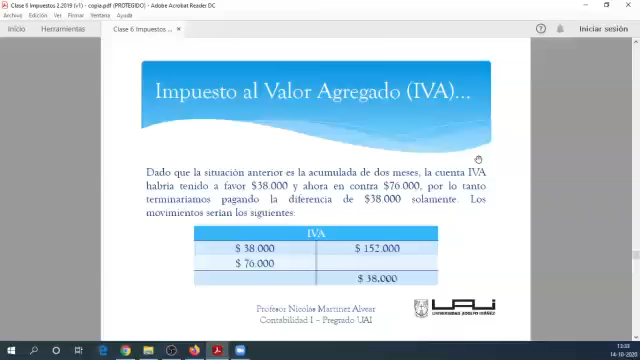 Clase 6 Impuestos 2.2019 (v1) - copia.pdf (PROTEGIDO) - Adobe Acrobat Reader DC
Archivo Edición Ver Firmar Ventana Ayuda
Inicio Herramientas Clase 6 Impuestos ... × Iniciar sesión
Impuesto al Valor Agregado (IVA)...
Dado que la situación anterior es la acumulada de dos meses, la cuenta IVA
habría tenido a favor $38.000 y ahora en contra $76.000, por lo tanto
terminaríamos pagando la diferencia de $38.000 solamente. Los
movimientos serían los siguientes:
IVA
$ 38.000 $ 152.000
$ 76.000
$ 38.000
Profesor Nicolas Martínez Alvear
Contabilidad I – Pregrado UAI
UAI
UNIVERSIDAD ADOLFO IBÁÑEZ
13:03
14-10-2020